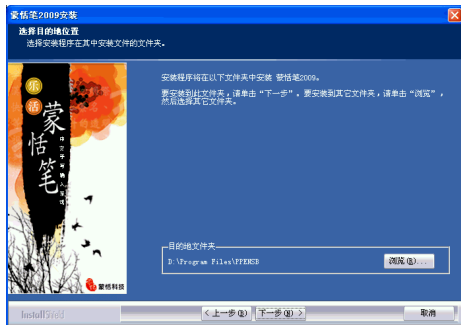 蒙恬笔2009安装
选择目的地位置
选择安装程序在其中安装文件的文件夹。
安装程序将在以下文件夹中安装 蒙恬笔2009。
要安装到此文件夹，请单击“下一步”。要安装到其它文件夹，请单击“浏览”，
然后选择其它文件夹。
乐
活
蒙
恬
笔
蒙恬科技
目的地文件夹
D:\Program Files\PPENSB
浏览(R)...
InstallShield
<上一步(B)
下一步(N) >
取消